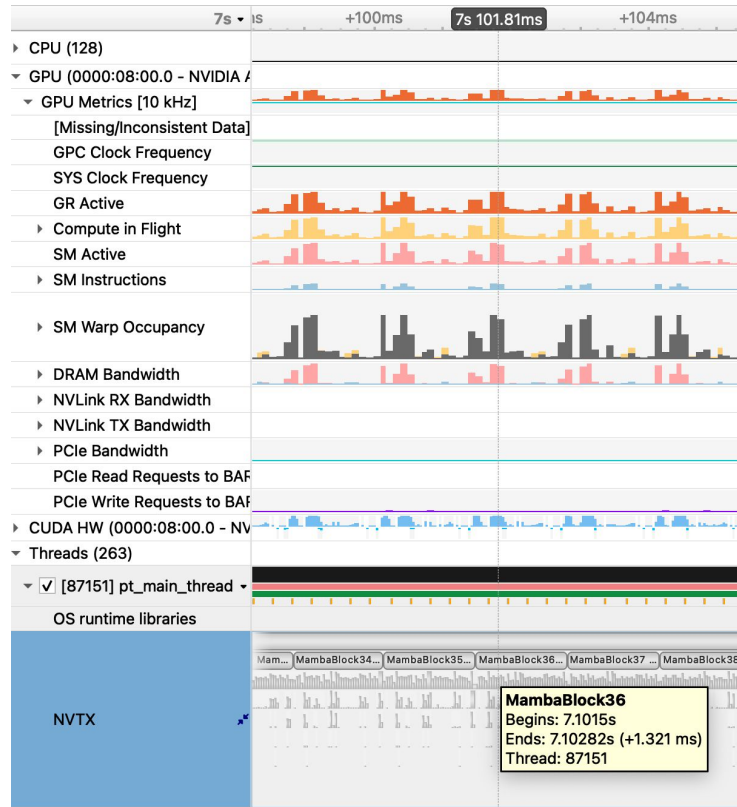 7s ▾ ms +100ms 7s 101.81ms +104ms
CPU (128)
GPU (0000:08:00.0 - NVIDIA A
GPU Metrics [10 kHz]
[Missing/Inconsistent Data]
GPC Clock Frequency
SYS Clock Frequency
GR Active
Compute in Flight
SM Active
SM Instructions
SM Warp Occupancy
DRAM Bandwidth
NVLink RX Bandwidth
NVLink TX Bandwidth
PCIe Bandwidth
PCIe Read Requests to BAR
PCIe Write Requests to BAR
CUDA HW (0000:08:00.0 - NV
Threads (263)
[87151] pt_main_thread ▾
OS runtime libraries
Mam... MambaBlock34... MambaBlock35... MambaBlock36... MambaBlock37 ... MambaBlock38
NVTX
MambaBlock36
Begins: 7.1015s
Ends: 7.10282s (+1.321 ms)
Thread: 87151